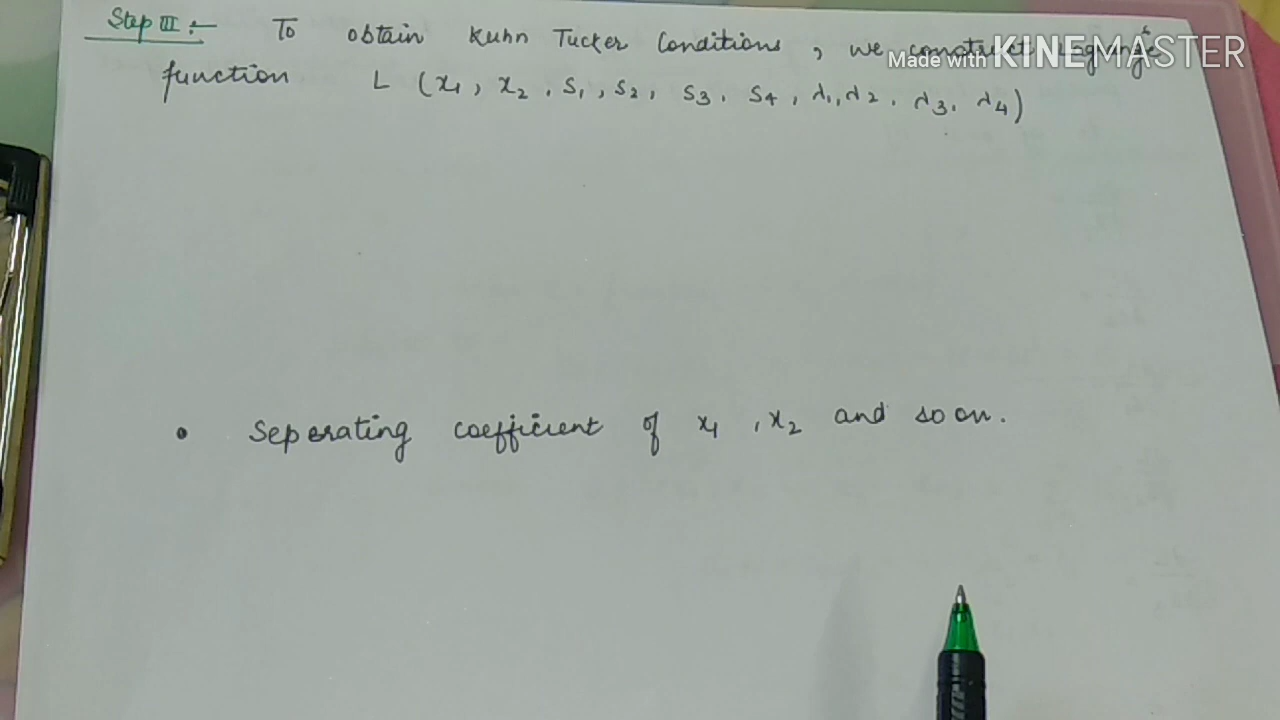 Step III :- To obtain Kuhn Tucker Conditions , we construct
Made with KINEMASTER
function L (x1, x2, S1, S2, S3, S4, λ1, λ2, λ3, λ4)
• Seperating coefficient of x1, x2 and so on.